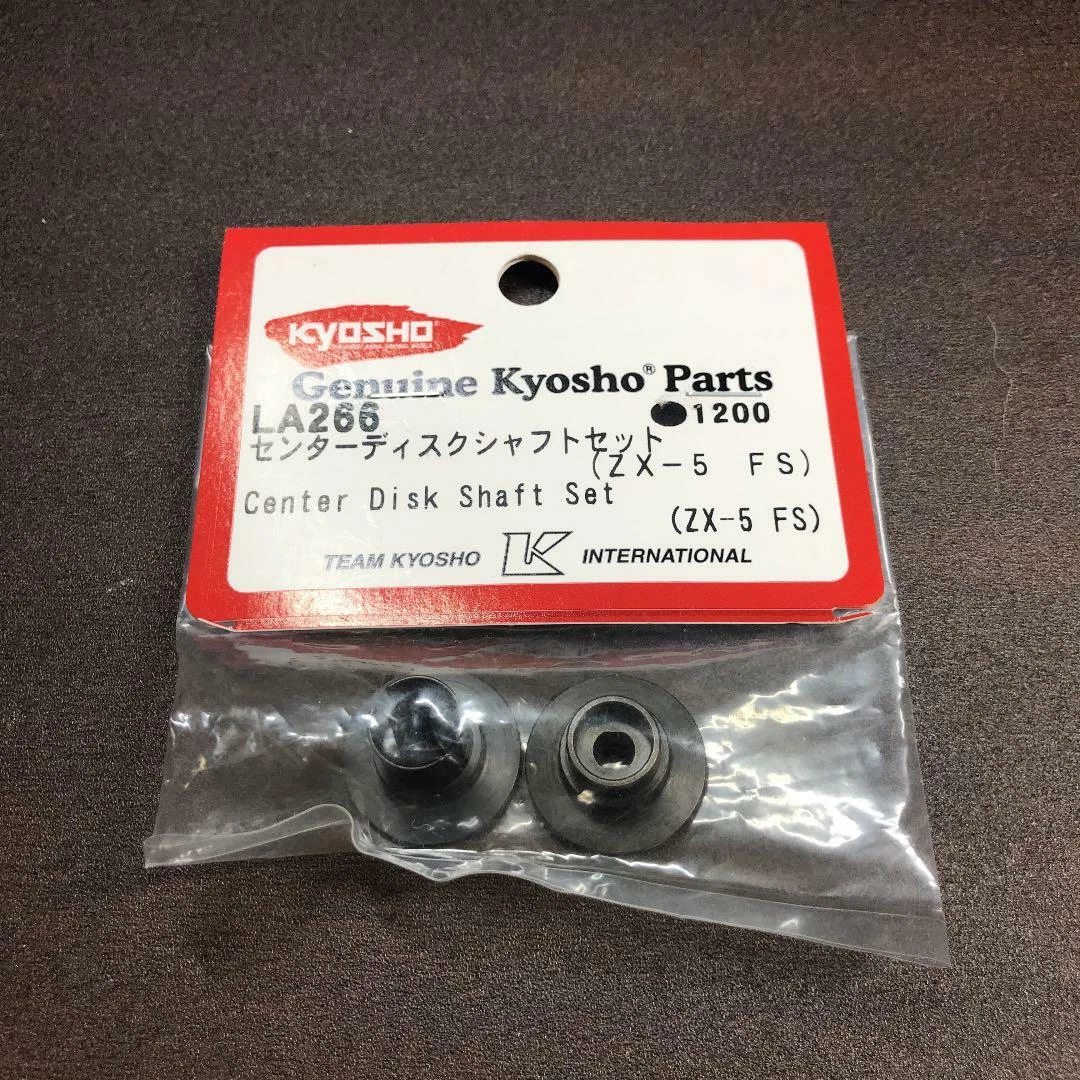 KYOSHO
Genuine Kyosho® Parts
LA266 ●1200
センターディスクシャフトセット
(ZX-5 FS)
Center Disk Shaft Set
(ZX-5 FS)
TEAM KYOSHO K INTERNATIONAL